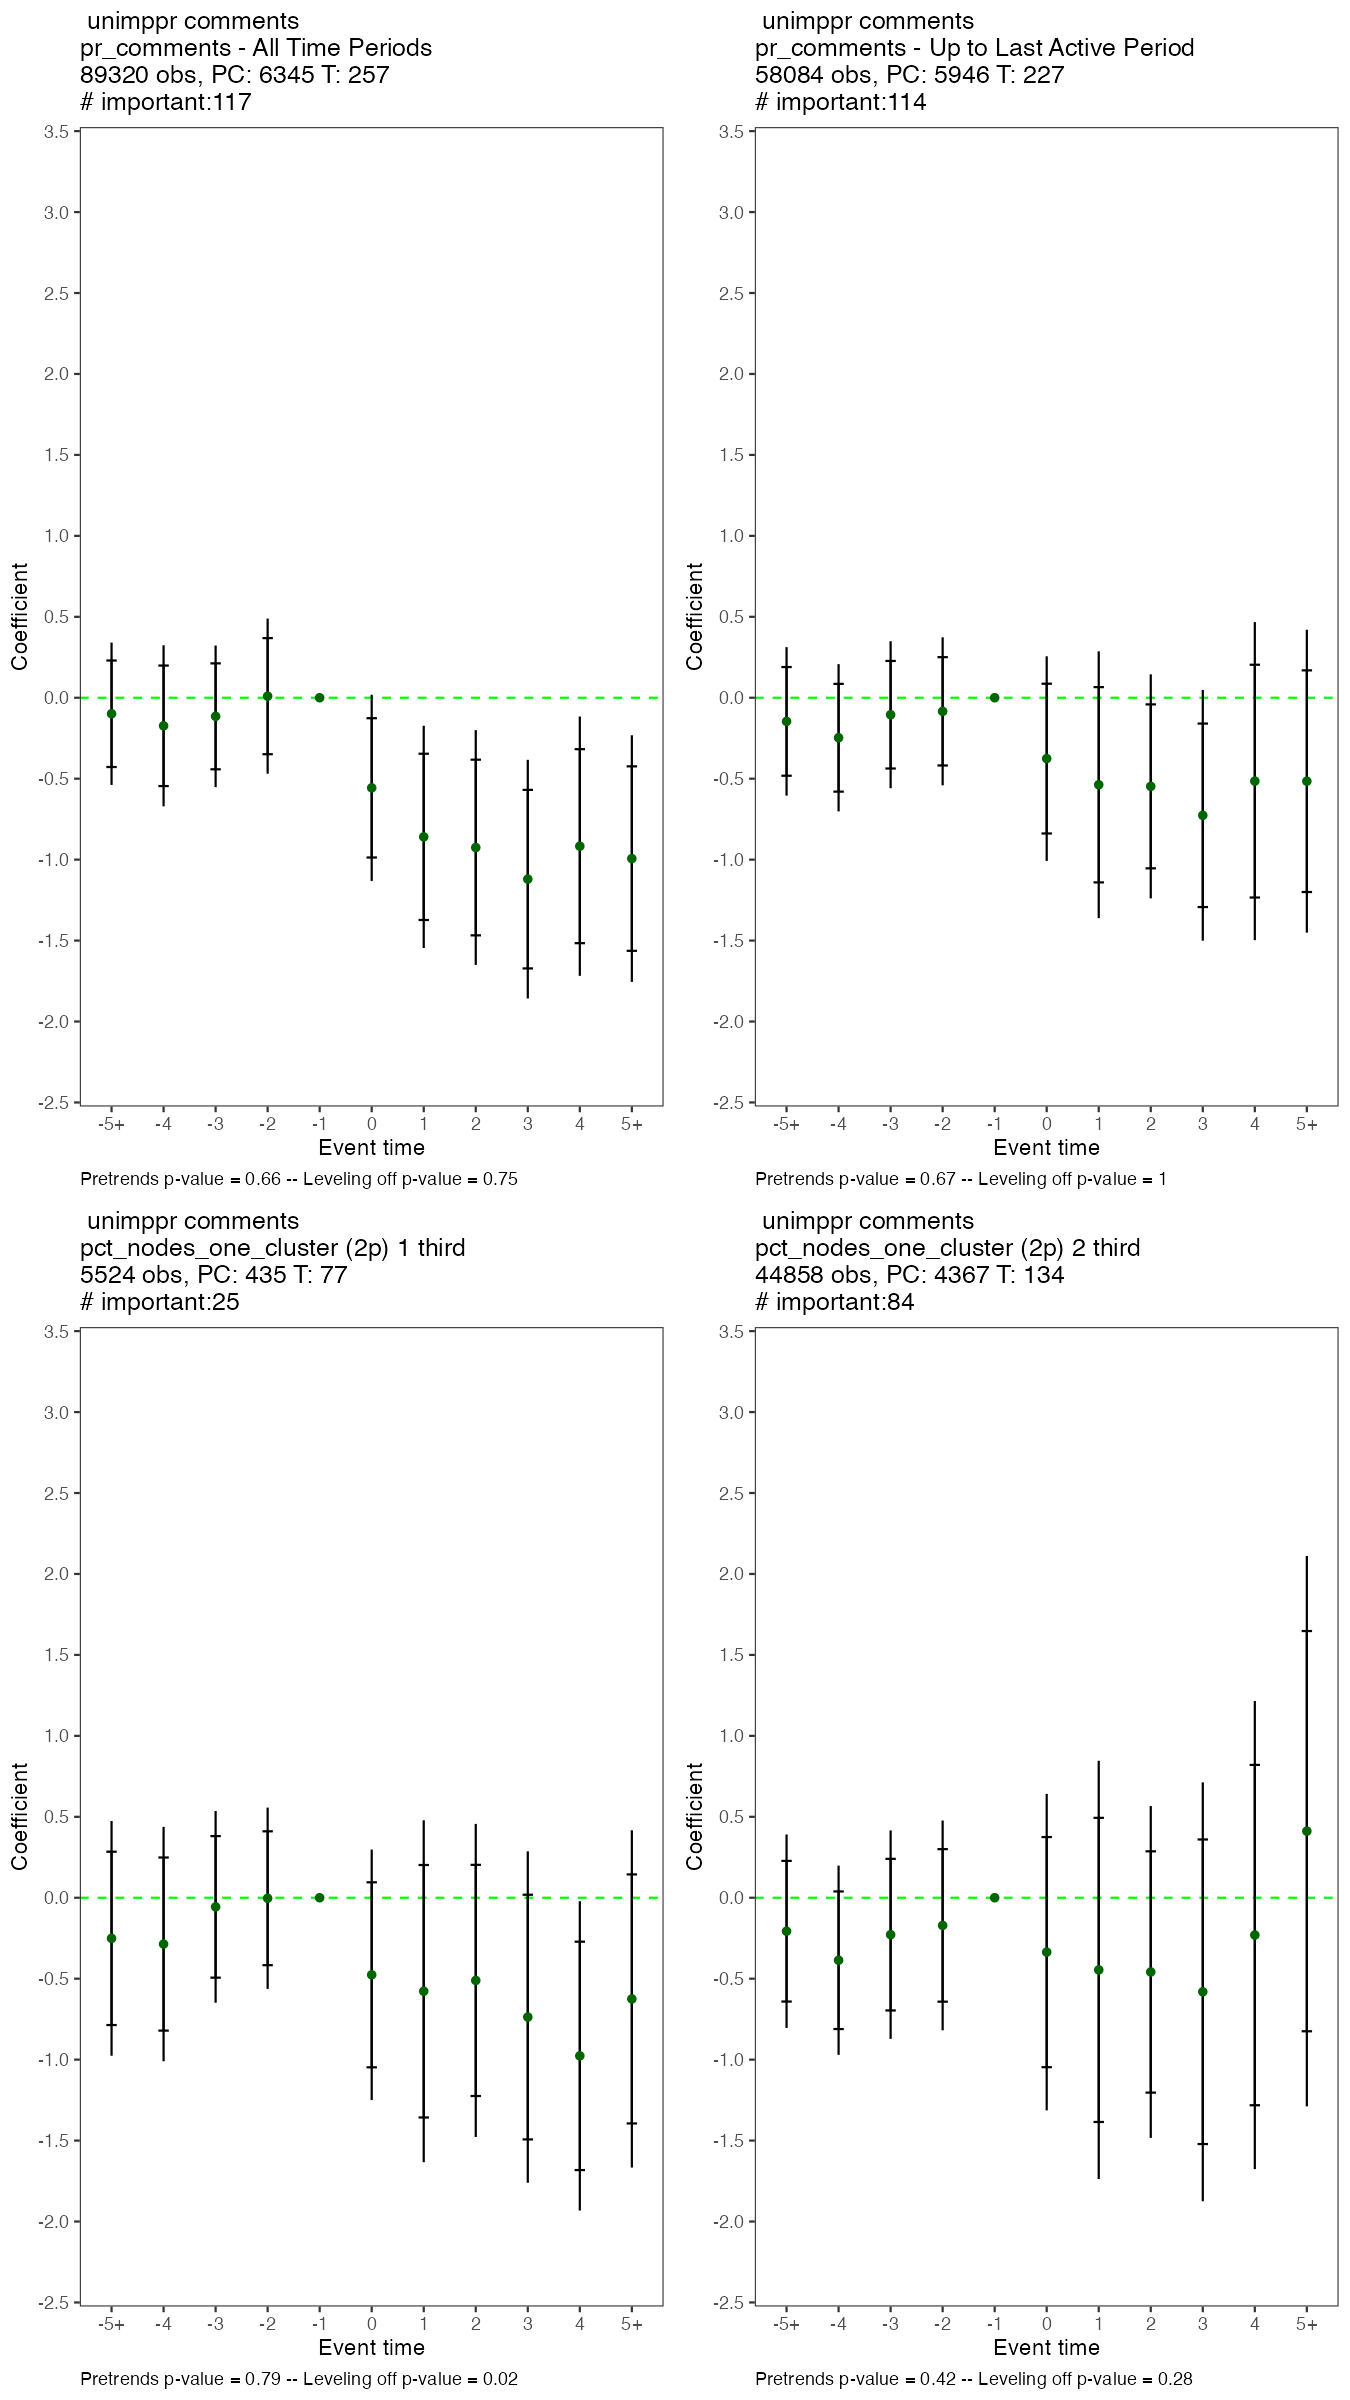 unimppr comments
pr_comments - All Time Periods
89320 obs, PC: 6345 T: 257
# important:117
3.5
3.0
2.5
2.0
1.5
1.0
0.5
0.0
-0.5
-1.0
-1.5
-2.0
-2.5
Coefficient
-5+ -4 -3 -2 -1 0 1 2 3 4 5+
Event time
Pretrends p-value = 0.66 -- Leveling off p-value = 0.75
unimppr comments
pr_comments - Up to Last Active Period
58084 obs, PC: 5946 T: 227
# important:114
3.5
3.0
2.5
2.0
1.5
1.0
0.5
0.0
-0.5
-1.0
-1.5
-2.0
-2.5
Coefficient
-5+ -4 -3 -2 -1 0 1 2 3 4 5+
Event time
Pretrends p-value = 0.67 -- Leveling off p-value = 1
unimppr comments
pct_nodes_one_cluster (2p) 1 third
5524 obs, PC: 435 T: 77
# important:25
3.5
3.0
2.5
2.0
1.5
1.0
0.5
0.0
-0.5
-1.0
-1.5
-2.0
-2.5
Coefficient
-5+ -4 -3 -2 -1 0 1 2 3 4 5+
Event time
Pretrends p-value = 0.79 -- Leveling off p-value = 0.02
unimppr comments
pct_nodes_one_cluster (2p) 2 third
44858 obs, PC: 4367 T: 134
# important:84
3.5
3.0
2.5
2.0
1.5
1.0
0.5
0.0
-0.5
-1.0
-1.5
-2.0
-2.5
Coefficient
-5+ -4 -3 -2 -1 0 1 2 3 4 5+
Event time
Pretrends p-value = 0.42 -- Leveling off p-value = 0.28